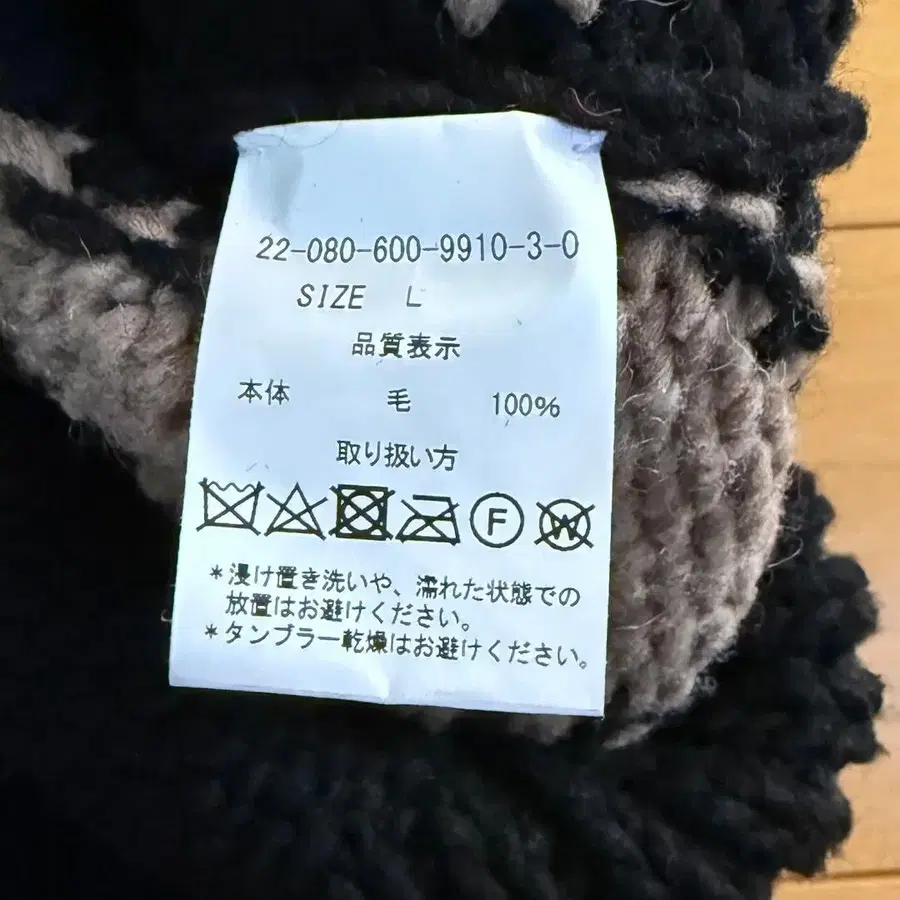 22-080-600-9910-3-0
SIZE L
品質表示
本体 毛 100%
取り扱い方
F W
*浸け置き洗いや、濡れた状態での
放置はお避けください。
*タンブラー乾燥はお避けください。